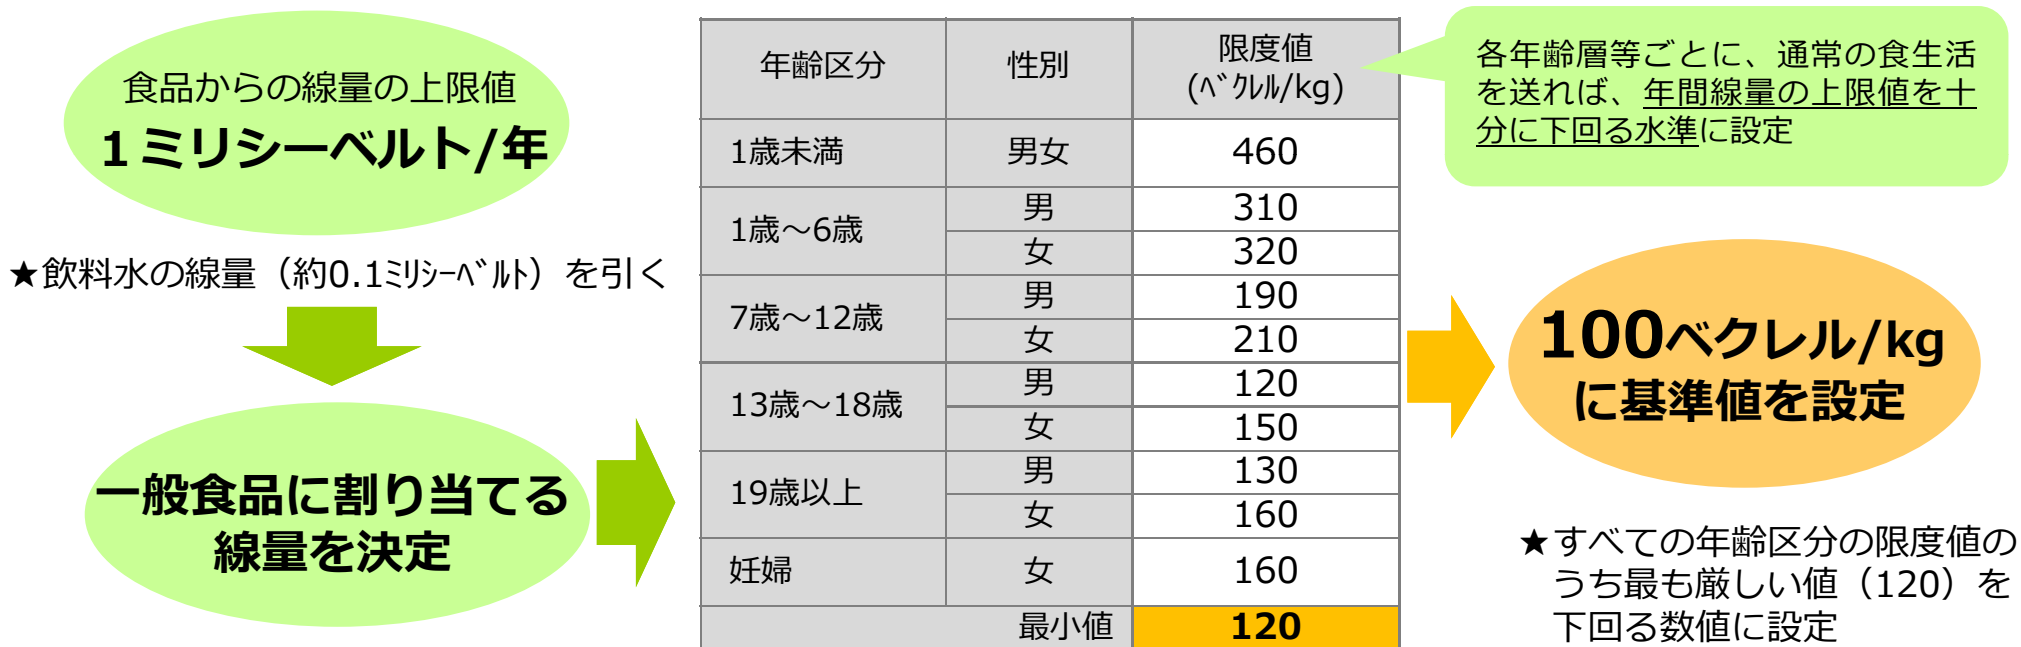 食品からの線量の上限値
1ミリシーベルト/年
★飲料水の線量（約0.1ﾐﾘｼｰﾍﾞﾙﾄ）を引く
一般食品に割り当てる
線量を決定
年齢区分 性別 限度値
(ﾍﾞｸﾚﾙ/kg)
1歳未満 男女 460
1歳～6歳 男 310
女 320
7歳～12歳 男 190
女 210
13歳～18歳 男 120
女 150
19歳以上 男 130
女 160
妊婦 女 160
最小値 120
各年齢層等ごとに、通常の食生活
を送れば、年間線量の上限値を十
分に下回る水準に設定
100ベクレル/kg
に基準値を設定
★すべての年齢区分の限度値の
うち最も厳しい値（120）を
下回る数値に設定